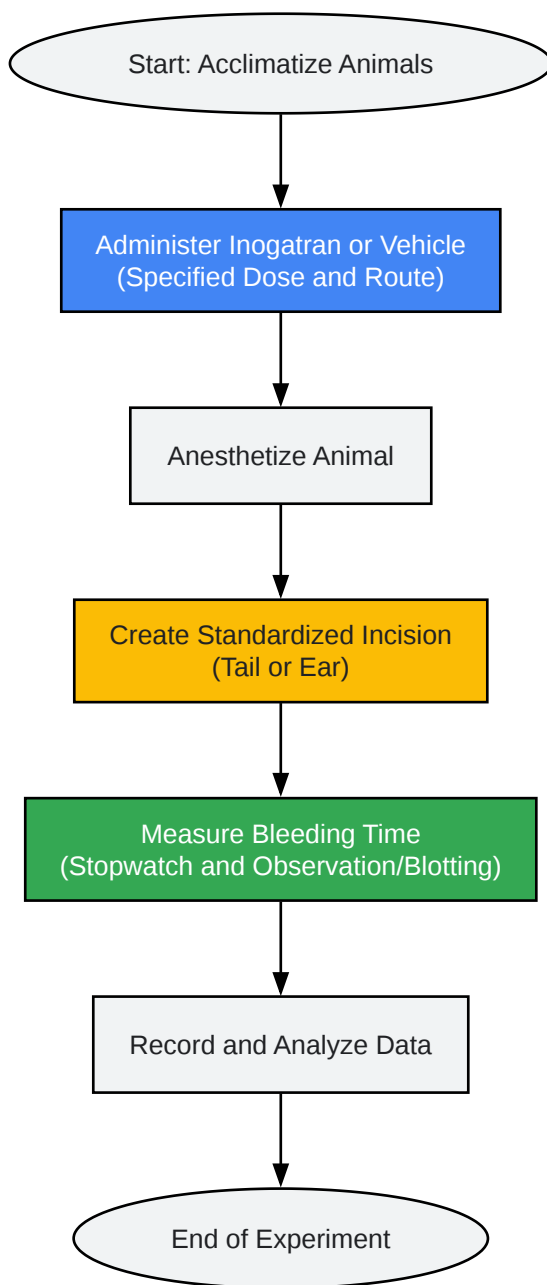 Start: Acclimatize Animals
Administer Inogatran or Vehicle
(Specified Dose and Route)
Anesthetize Animal
Create Standardized Incision
(Tail or Ear)
Measure Bleeding Time
(Stopwatch and Observation/Blotting)
Record and Analyze Data
End of Experiment